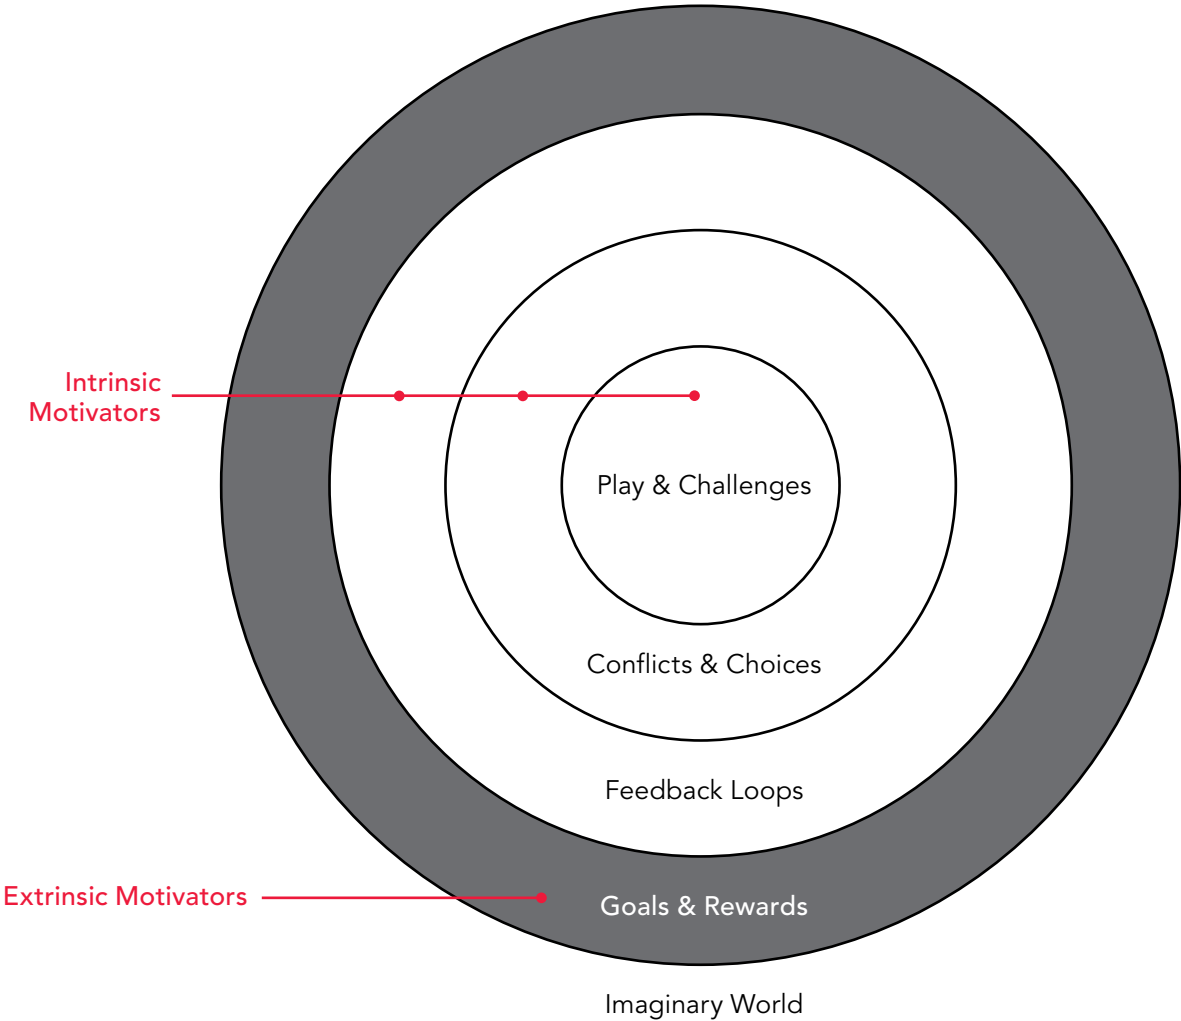 Intrinsic
Motivators
Play & Challenges
Conflicts & Choices
Feedback Loops
Extrinsic Motivators
Goals & Rewards
Imaginary World